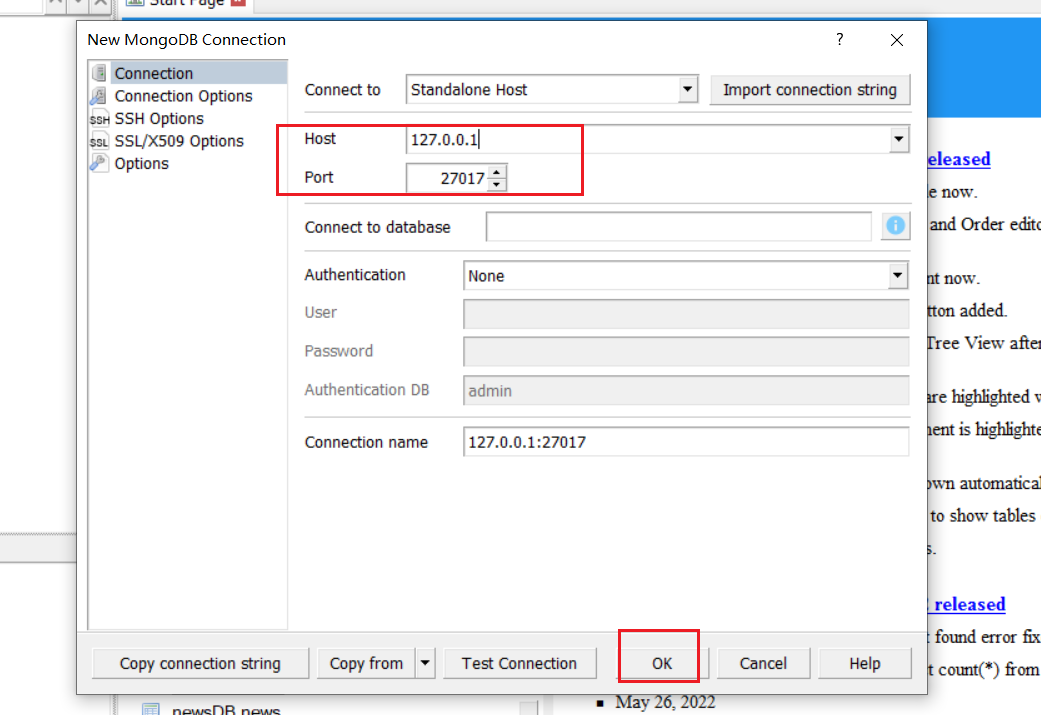 Start Page
New MongoDB Connection ?
Connection
Connection Options
SSH SSH Options
SSL SSL/X509 Options
Options
Connect to Standalone Host Import connection string
Host 127.0.0.1
Port 27017
Connect to database
Authentication None
User
Password
Authentication DB admin
Connection name 127.0.0.1:27017
Copy connection string Copy from Test Connection OK Cancel Help
eleased
le now.
and Order edito
nt now.
tton added.
Tree View after
are highlighted
nent is highlighte
own automatical
to show tables
s.
released
found error fix
t count(*) from
May 26, 2022
newsDB.news